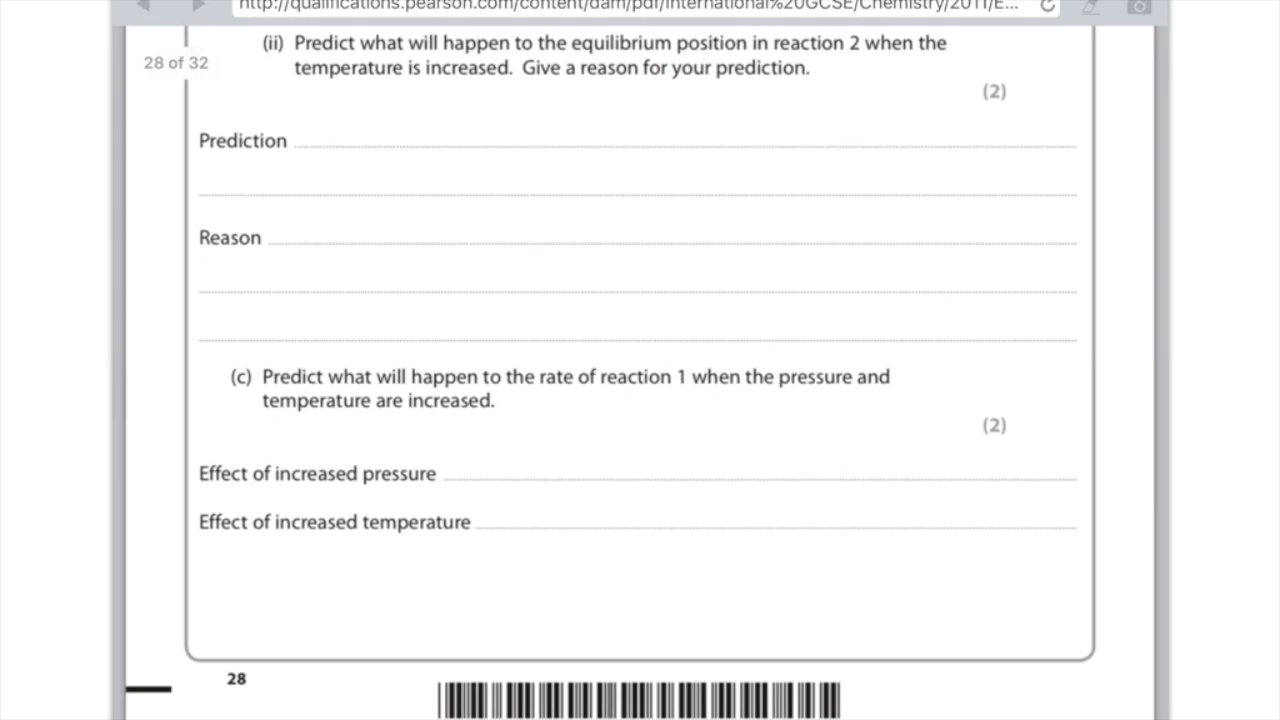 http://qualifications.pearson.com/content/dam/pdf/International%20GCSE/Chemistry/2011/E...
(ii) Predict what will happen to the equilibrium position in reaction 2 when the
28 of 32
temperature is increased. Give a reason for your prediction.
(2)
Prediction
Reason
(c) Predict what will happen to the rate of reaction 1 when the pressure and
temperature are increased.
(2)
Effect of increased pressure
Effect of increased temperature
28